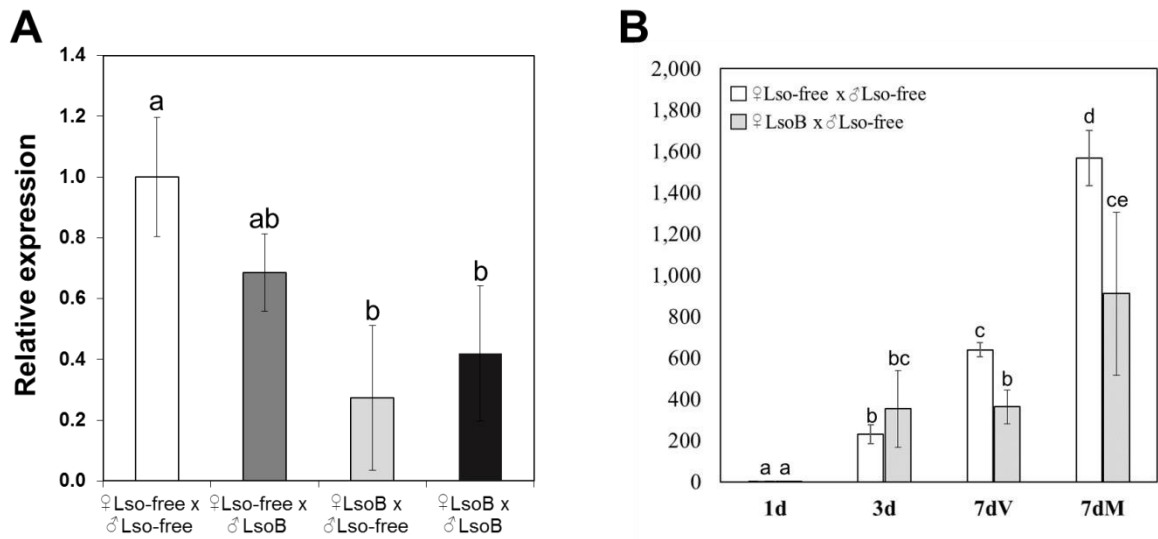 A
Relative expression
1.4
1.2
1.0
0.8
0.6
0.4
0.2
0.0
a
ab
b
b
♀Lso-free x
♂Lso-free
♀Lso-free x
♂LsoB
♀LsoB x
♂Lso-free
♀LsoB x
♂LsoB
B
2,000
1,800
1,600
1,400
1,200
1,000
800
600
400
200
0
♀Lso-free x♂Lso-free
♀LsoB x♂Lso-free
a a
b
bc
c
b
d
ce
1d
3d
7dV
7dM